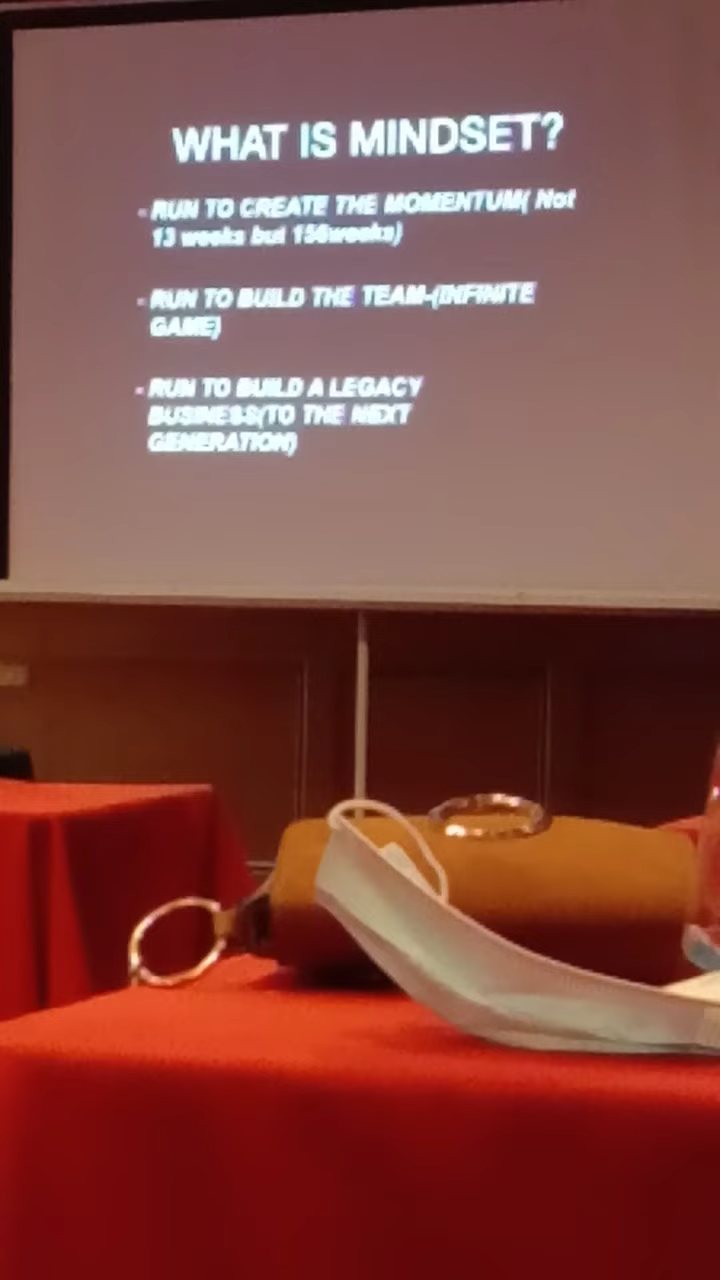 WHAT IS MINDSET?
- RUN TO CREATE THE MOMENTUM( Not
13 weeks but 156weeks)
- RUN TO BUILD THE TEAM-(INFINITE
GAME)
- RUN TO BUILD A LEGACY
BUSINESS(TO THE NEXT
GENERATION)